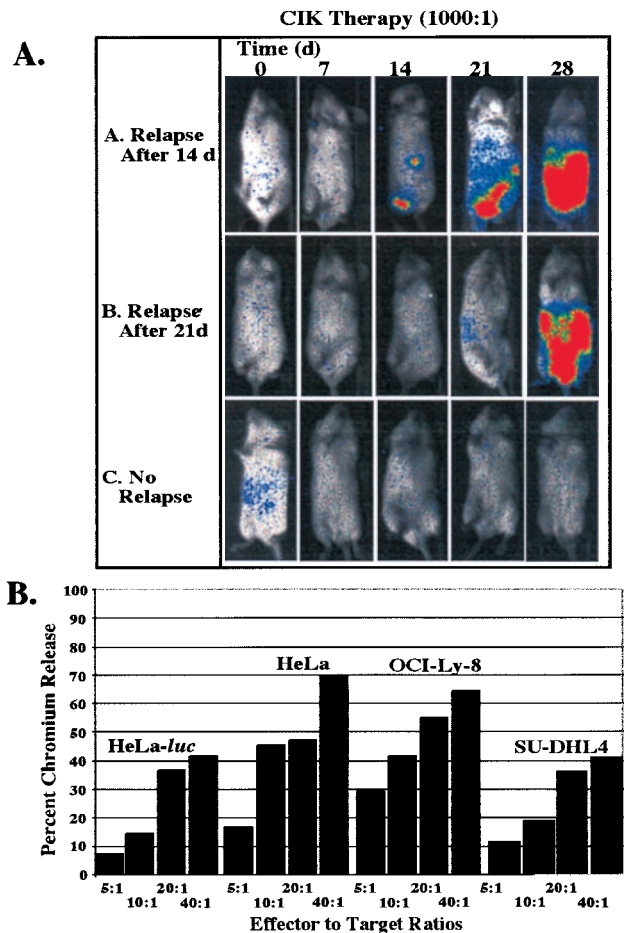 CIK Therapy (1000:1)
A.
Time (d)
0 7 14 21 28
A. Relapse
After 14 d
B. Relapse
After 21d
C. No
Relapse
B.
Percent Chromium Release
100
90
80
70
60
50
40
30
20
10
0
HeLa-luc
HeLa
OCI-Ly-8
SU-DHL4
5:1 20:1 5:1 20:1 5:1 20:1 5:1 20:1
10:1 40:1 10:1 40:1 10:1 40:1 10:1 40:1
Effector to Target Ratios